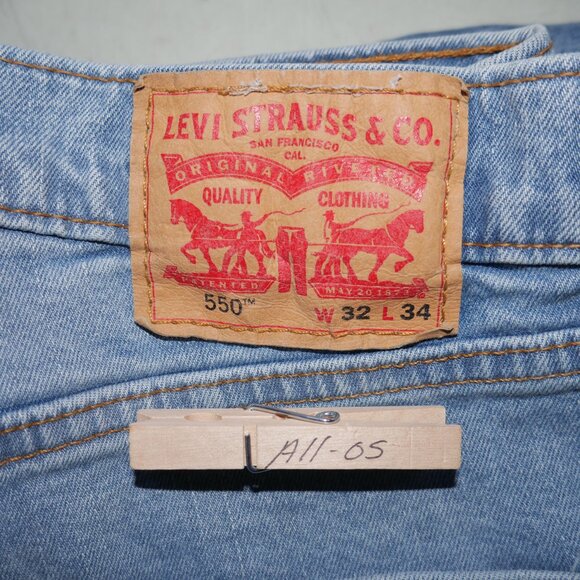 LEVI STRAUSS & CO.
SAN FRANCISCO
CAL.
ORIGINAL RIVETED
QUALITY CLOTHING
PATENTED MAY 20 1873
550™ W 32 L 34
A11-05